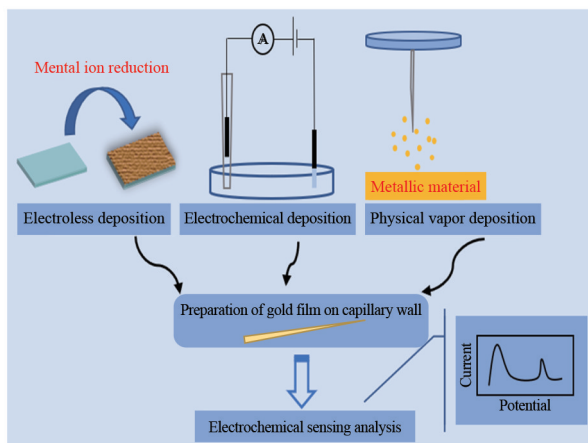 A
Mental ion reduction
Metallic material
Electroless deposition
Electrochemical deposition
Physical vapor deposition
Preparation of gold film on capillary wall
Current
Potential
Electrochemical sensing analysis